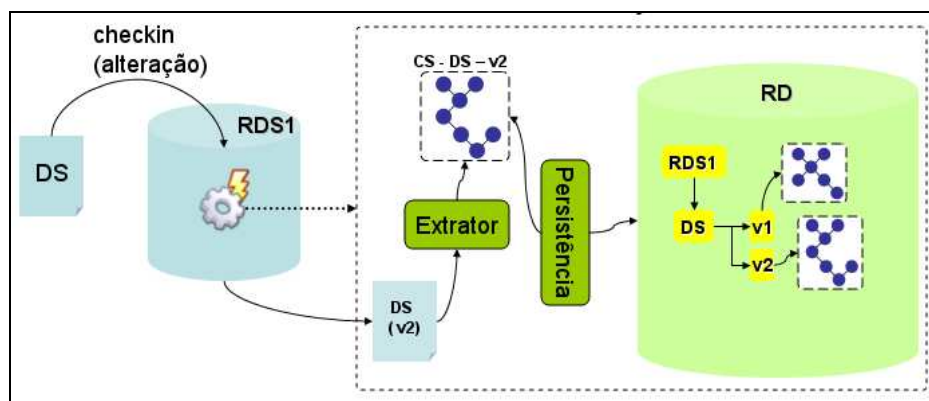 checkin
(alteração)
DS
RDS1
CS - DS – v2
Extrator
DS
(v2)
Persistência
RD
RDS1
DS
v1
v2